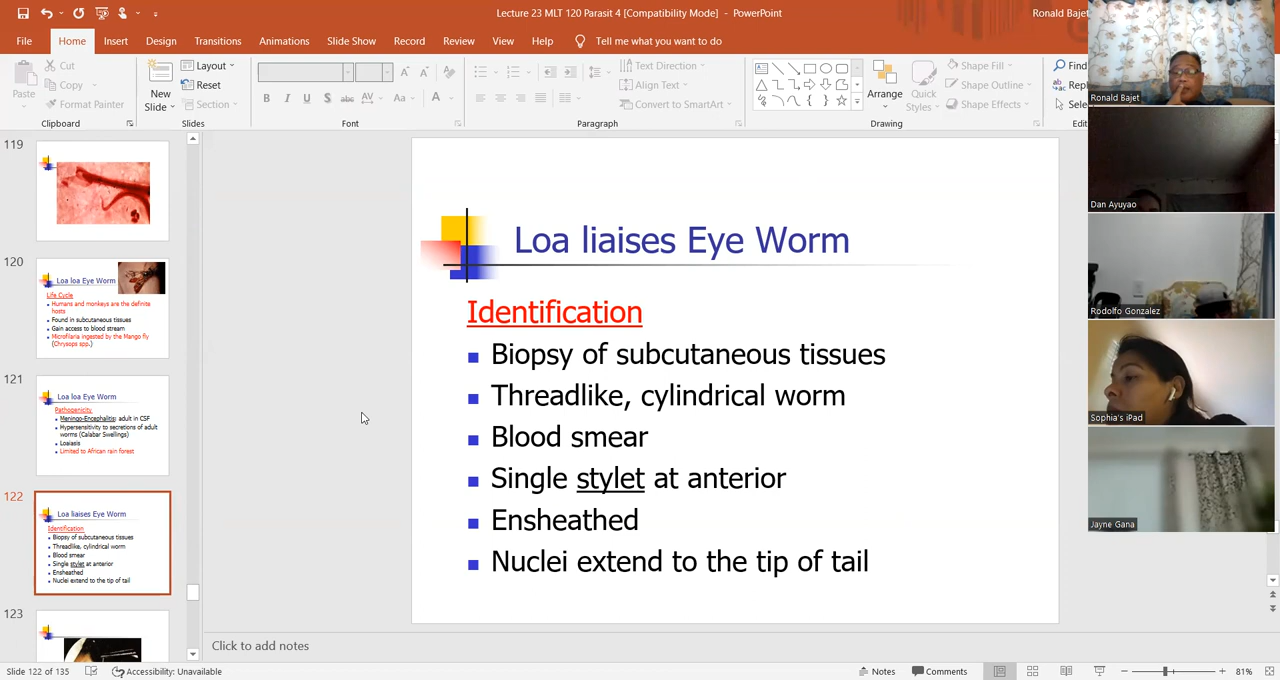 Lecture 23 MLT 120 Parasit 4 [Compatibility Mode] - PowerPoint
Ronald Bajet
File Home Insert Design Transitions Animations Slide Show Record Review View Help Tell me what you want to do
Paste
Cut
Copy
Format Painter
Clipboard
New Slide
Layout
Reset
Section
Slides
B I U S abc AV Aa A
Font
Text Direction
Align Text
Convert to SmartArt
Paragraph
Arrange
Quick Styles
Shape Fill
Shape Outline
Shape Effects
Drawing
Find
Repl
Sele
Edit
119
120
Loa loa Eye Worm
Life Cycle
Humans and monkeys are the definite hosts
Found in subcutaneous tissues
Gain access to blood stream
Microfilaria ingested by the Mango fly (Chrysops spp.)
121
Loa loa Eye Worm
Pathogenicity
Meningo-Encephalitis: adult in CSF
Hypersensitivity to secretions of adult worms (Calabar Swellings)
Loaiasis
Limited to African rain forest
122
Loa liaises Eye Worm
Identification
Biopsy of subcutaneous tissues
Threadlike, cylindrical worm
Blood smear
Single stylet at anterior
Ensheathed
Nuclei extend to the tip of tail
123
Loa liaises Eye Worm
Identification
Biopsy of subcutaneous tissues
Threadlike, cylindrical worm
Blood smear
Single stylet at anterior
Ensheathed
Nuclei extend to the tip of tail
Click to add notes
Ronald Bajet
Dan Ayuyao
Rodolfo Gonzalez
Sophia's iPad
Jayne Gana
Slide 122 of 135 Accessibility: Unavailable Notes Comments 81%